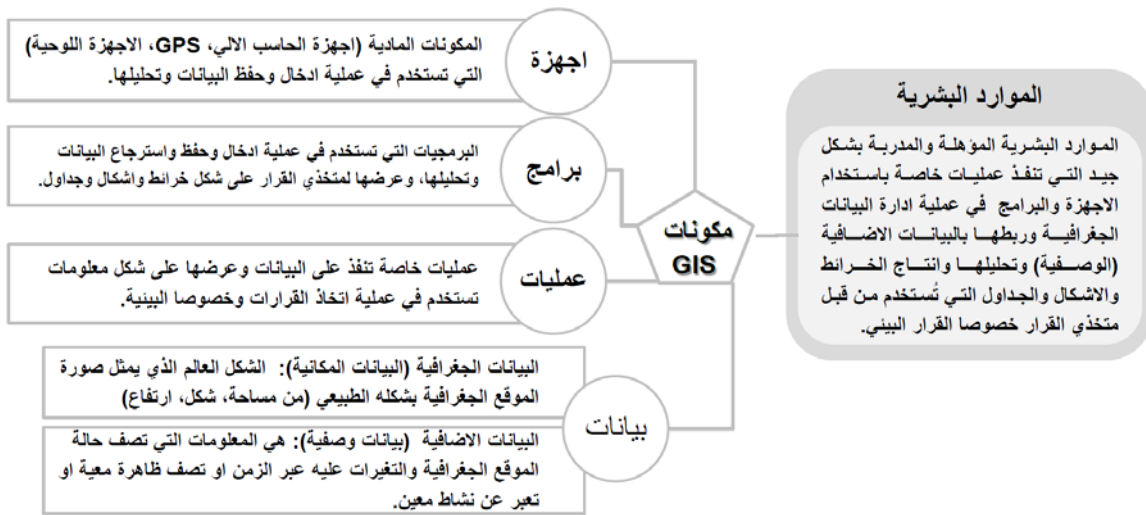 الموارد البشرية
الموارد البشرية المؤهلة والمدربة بشكل
جيد التي تنفذ عمليات خاصة باستخدام
الاجهزة والبرامج في عملية ادارة البيانات
الجغرافية وربطها بالبيانات الاضافية
(الوصفية) وتحليلها وانتاج الخرائط
والاشكال والجداول التي تُستخدم من قبل
متخذي القرار خصوصا القرار البيئي.
مكونات
GIS
اجهزة
المكونات المادية (اجهزة الحاسب الالي، GPS، الاجهزة اللوحية)
التي تستخدم في عملية ادخال وحفظ البيانات وتحليلها.
برامج
البرمجيات التي تستخدم في عملية ادخال وحفظ واسترجاع البيانات
وتحليلها، وعرضها لمتخذي القرار على شكل خرائط واشكال وجداول.
عمليات
عمليات خاصة تنفذ على البيانات وعرضها على شكل معلومات
تستخدم في عملية اتخاذ القرارات وخصوصا البيئية.
بيانات
البيانات الجغرافية (البيانات المكانية): الشكل العالم الذي يمثل صورة
الموقع الجغرافية بشكله الطبيعي (من مساحة، شكل، ارتفاع)
البيانات الاضافية (بيانات وصفية): هي المعلومات التي تصف حالة
الموقع الجغرافية والتغيرات عليه عبر الزمن او تصف ظاهرة معية او
تعبر عن نشاط معين.